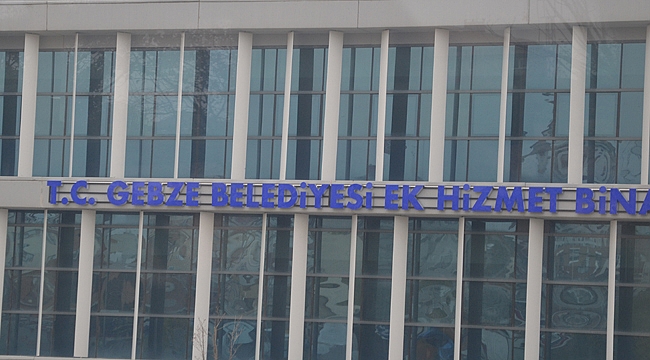 T.C. GEBZE BELEDİYESİ EK HİZMET BİNA